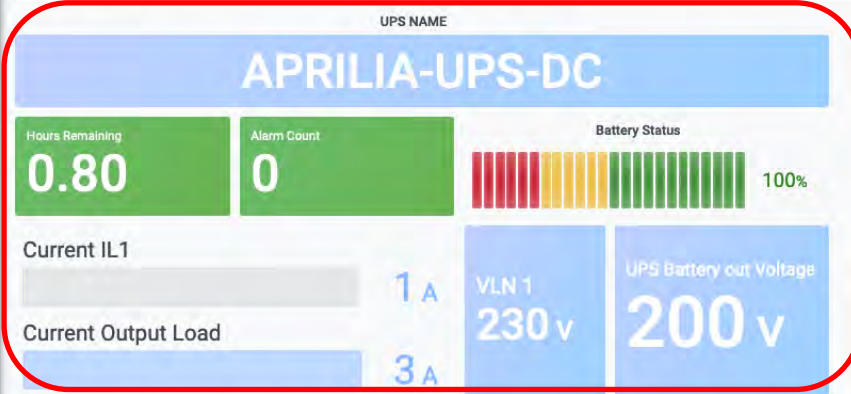 UPS NAME
APRILIA-UPS-DC
Hours Remaining
0.80
Alarm Count
0
Battery Status
100%
Current IL1
1 A
VLN 1
230 V
UPS Battery out Voltage
200 V
Current Output Load
3 A